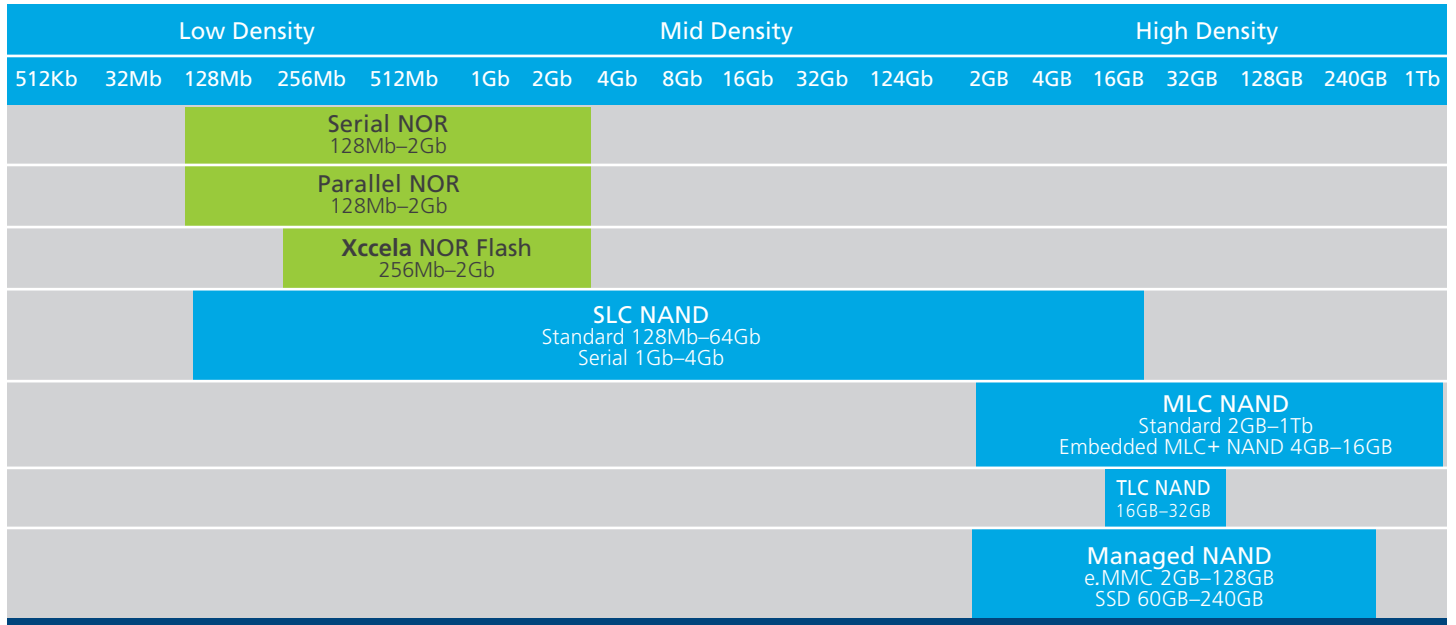 Low Density Mid Density High Density
512Kb 32Mb 128Mb 256Mb 512Mb 1Gb 2Gb 4Gb 8Gb 16Gb 32Gb 124Gb 2GB 4GB 16GB 32GB 128GB 240GB 1Tb
Serial NOR
128Mb–2Gb
Parallel NOR
128Mb–2Gb
Xccela NOR Flash
256Mb–2Gb
SLC NAND
Standard 128Mb–64Gb
Serial 1Gb–4Gb
MLC NAND
Standard 2GB–1Tb
Embedded MLC+ NAND 4GB–16GB
TLC NAND
16GB–32GB
Managed NAND
e.MMC 2GB–128GB
SSD 60GB–240GB